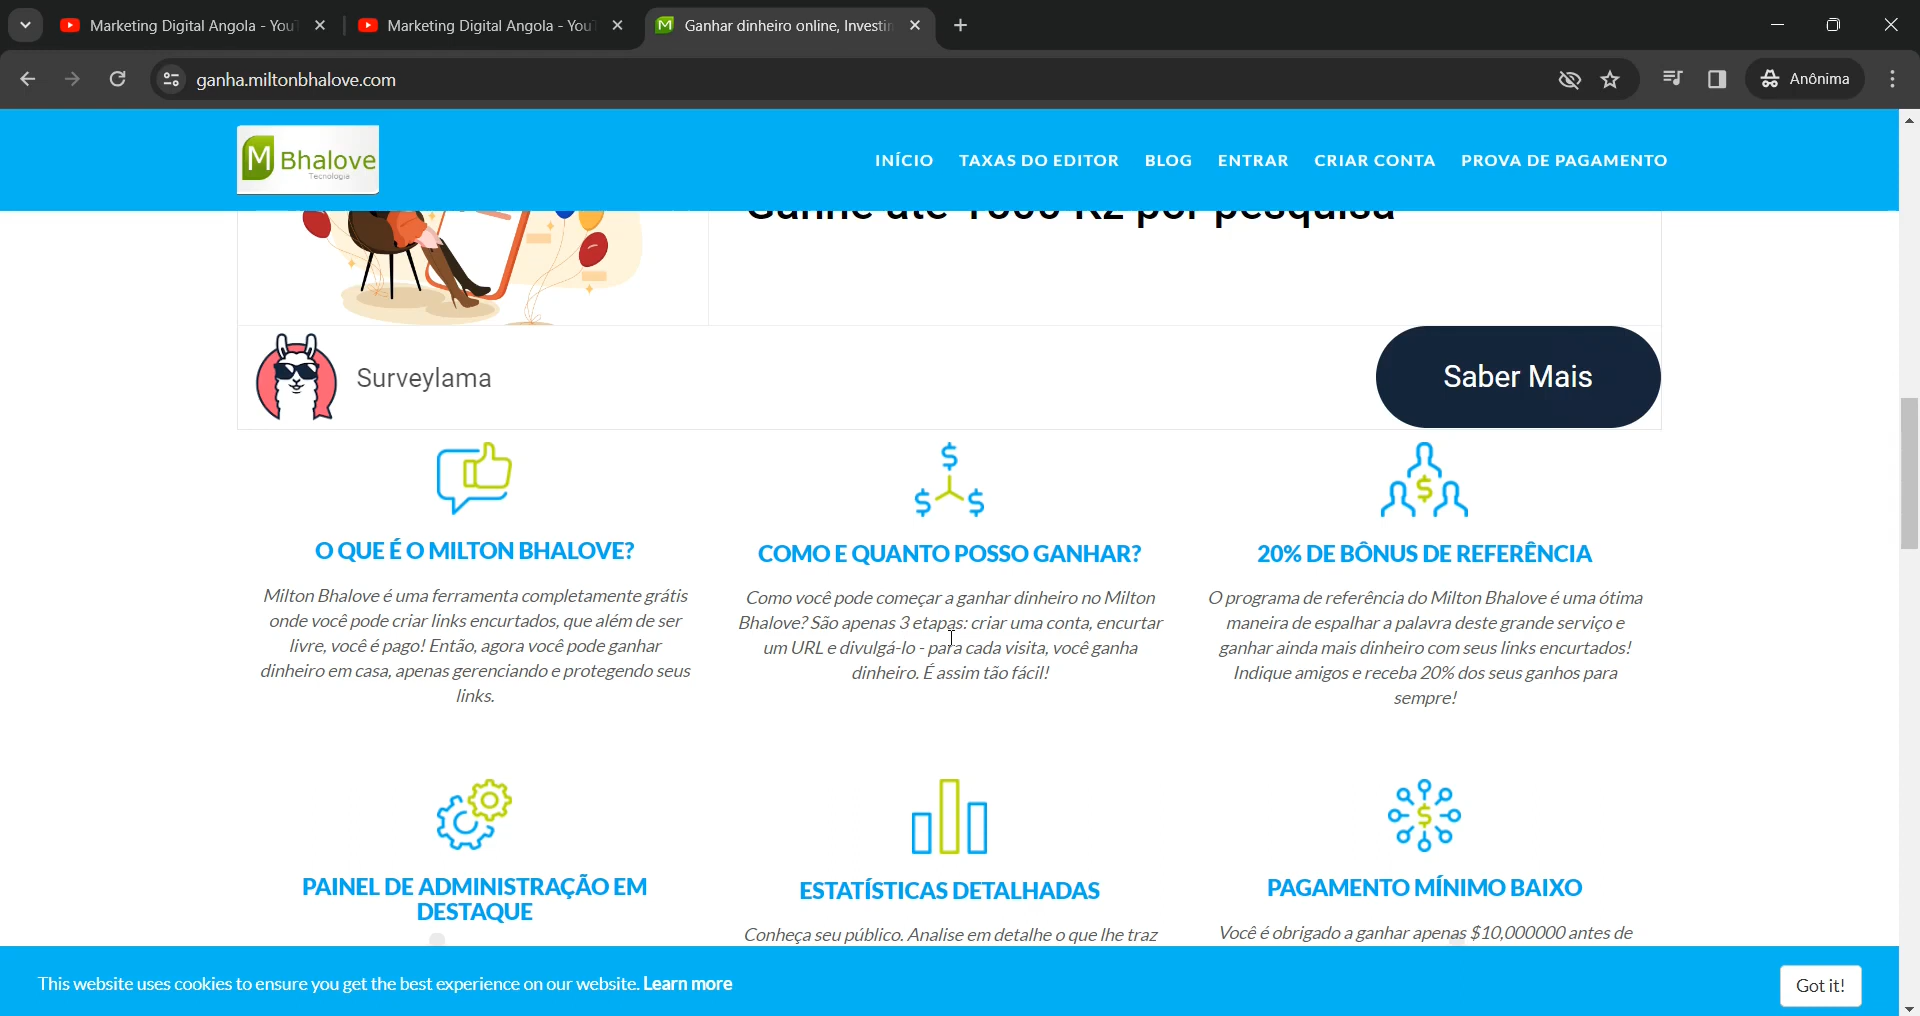 Marketing Digital Angola - You
Marketing Digital Angola - You
Ganhar dinheiro online, Investin
ganha.miltonbhalove.com
Anônima
M Bhalove
Tecnologia
INÍCIO
TAXAS DO EDITOR
BLOG
ENTRAR
CRIAR CONTA
PROVA DE PAGAMENTO
Ganhe até 1000 Kz por pesquisa
Surveylama
Saber Mais
O QUE É O MILTON BHALOVE?
Milton Bhalove é uma ferramenta completamente grátis
onde você pode criar links encurtados, que além de ser
livre, você é pago! Então, agora você pode ganhar
dinheiro em casa, apenas gerenciando e protegendo seus
links.
COMO E QUANTO POSSO GANHAR?
Como você pode começar a ganhar dinheiro no Milton
Bhalove? São apenas 3 etapas: criar uma conta, encurtar
um URL e divulgá-lo - para cada visita, você ganha
dinheiro. É assim tão fácil!
20% DE BÔNUS DE REFERÊNCIA
O programa de referência do Milton Bhalove é uma ótima
maneira de espalhar a palavra deste grande serviço e
ganhar ainda mais dinheiro com seus links encurtados!
Indique amigos e receba 20% dos seus ganhos para
sempre!
PAINEL DE ADMINISTRAÇÃO EM
DESTAQUE
ESTATÍSTICAS DETALHADAS
Conheça seu público. Analise em detalhe o que lhe traz
PAGAMENTO MÍNIMO BAIXO
Você é obrigado a ganhar apenas $10,000000 antes de
This website uses cookies to ensure you get the best experience on our website. Learn more
Got it!